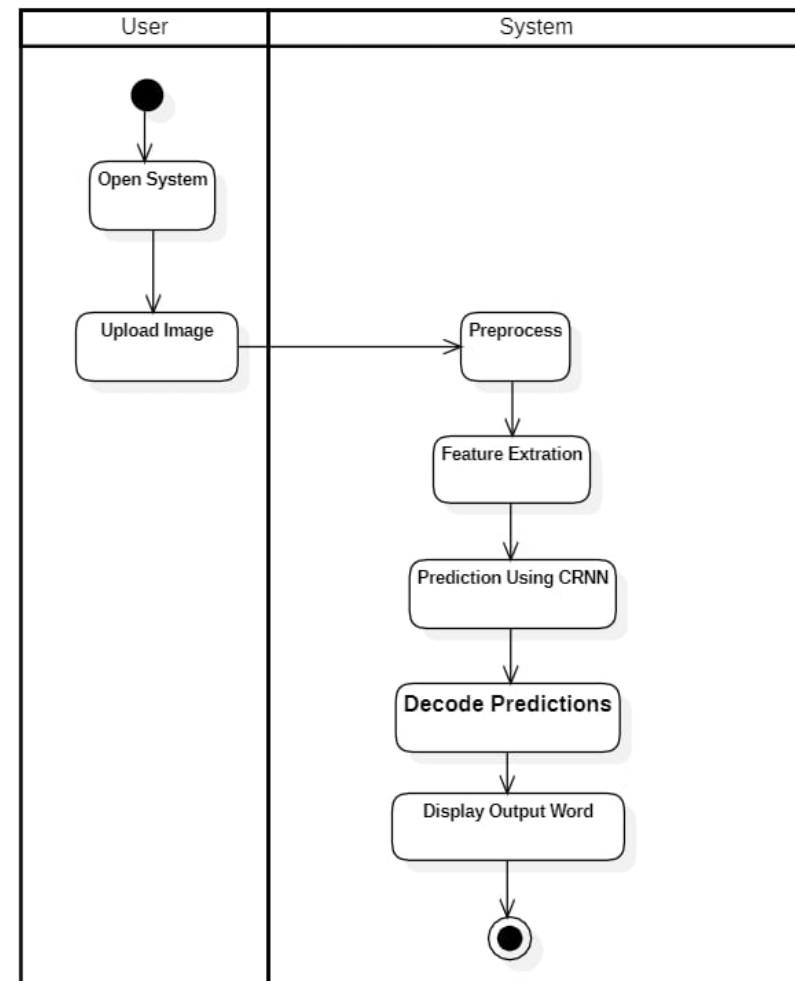 User
System
Open System
Upload Image
Preprocess
Feature Extration
Prediction Using CRNN
Decode Predictions
Display Output Word